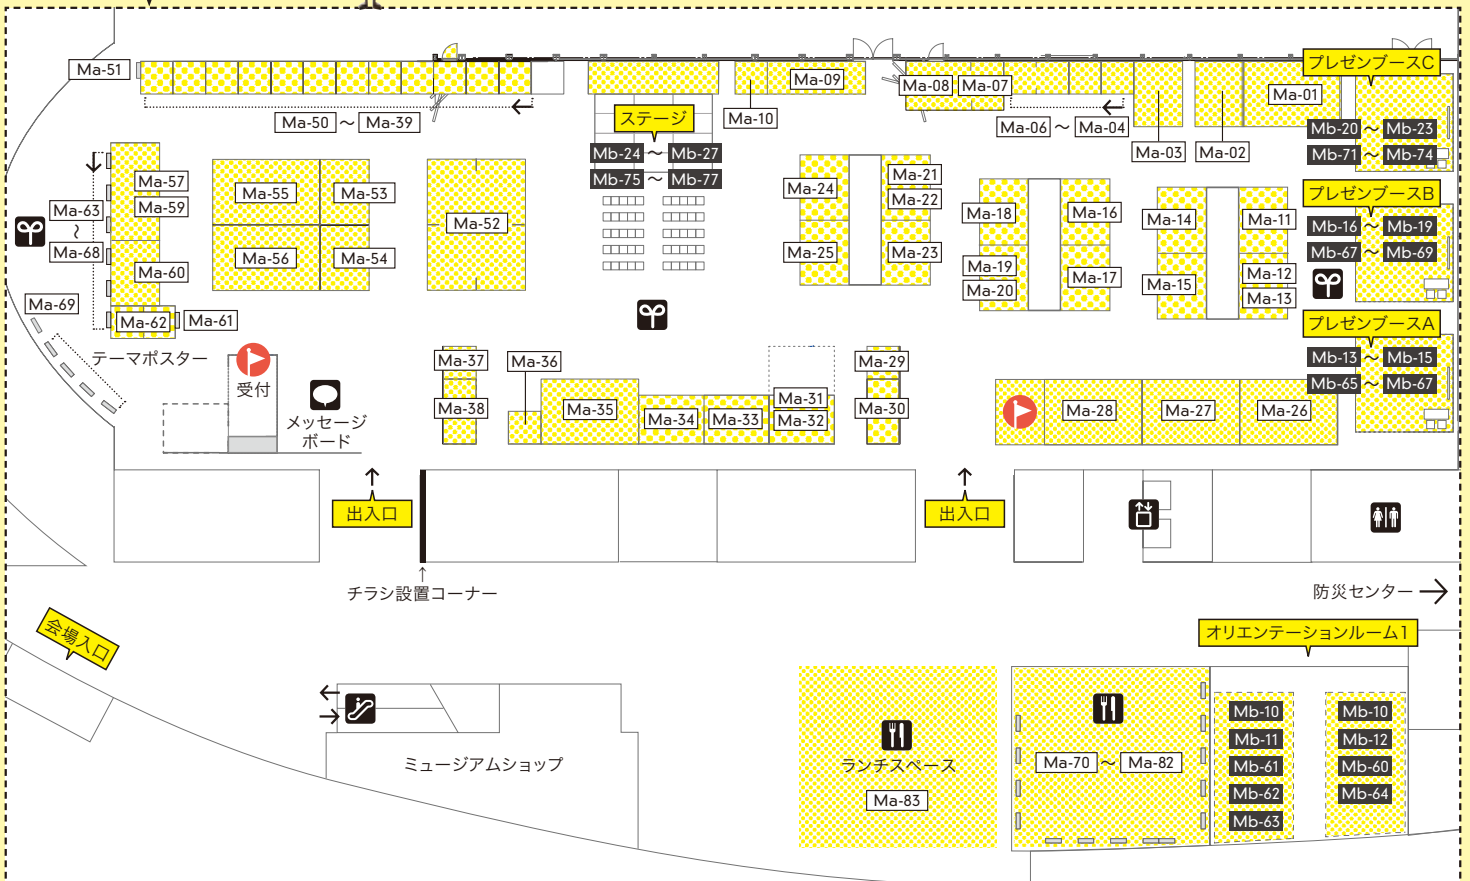 Ma-51
Ma-50 ～ Ma-39
ステージ
Mb-24 ～ Mb-27
Mb-75 ～ Mb-77
Ma-10
Ma-09
Ma-08
Ma-07
Ma-06 ～ Ma-04
Ma-03
Ma-02
Ma-01
プレゼンブースC
Mb-20 ～ Mb-23
Mb-71 ～ Mb-74
プレゼンブースB
Mb-16 ～ Mb-19
Mb-67 ～ Mb-69
プレゼンブースA
Mb-13 ～ Mb-15
Mb-65 ～ Mb-67
Ma-57
Ma-59
Ma-63
～
Ma-68
Ma-60
Ma-69
Ma-62
Ma-61
テーマポスター
Ma-55
Ma-53
Ma-56
Ma-54
Ma-52
Ma-24
Ma-21
Ma-22
Ma-25
Ma-23
Ma-18
Ma-16
Ma-19
Ma-20
Ma-17
Ma-14
Ma-11
Ma-15
Ma-12
Ma-13
受付
メッセージ
ボード
Ma-37
Ma-38
Ma-36
Ma-35
Ma-34
Ma-33
Ma-31
Ma-32
Ma-29
Ma-30
Ma-28
Ma-27
Ma-26
出入口
出入口
チラシ設置コーナー
防災センター
会場入口
ミュージアムショップ
ランチスペース
Ma-83
Ma-70 ～ Ma-82
オリエンテーションルーム1
Mb-10
Mb-11
Mb-61
Mb-62
Mb-63
Mb-10
Mb-12
Mb-60
Mb-64